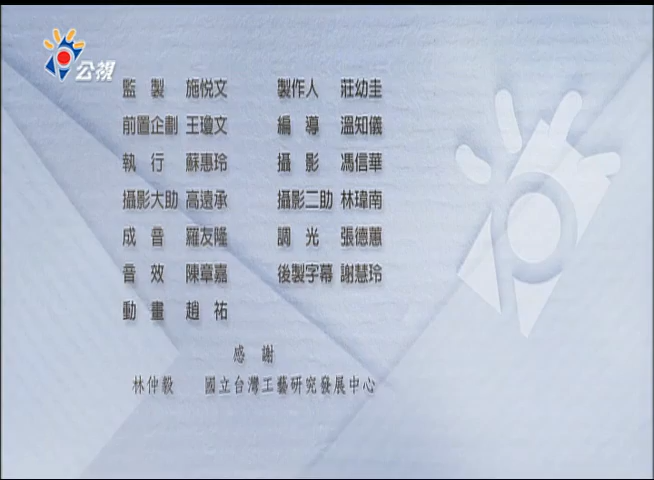 公視
監 製 施悅文 製作人 莊幼圭
前置企劃 王瓊文 編 導 溫知儀
執 行 蘇惠玲 攝 影 馮信華
攝影大助 高遠承 攝影二助 林瑋南
成 音 羅友隆 調 光 張德蕙
音 效 陳章嘉 後製字幕 謝慧玲
動 畫 趙 祐
感 謝
林仲毅 國立台灣工藝研究發展中心